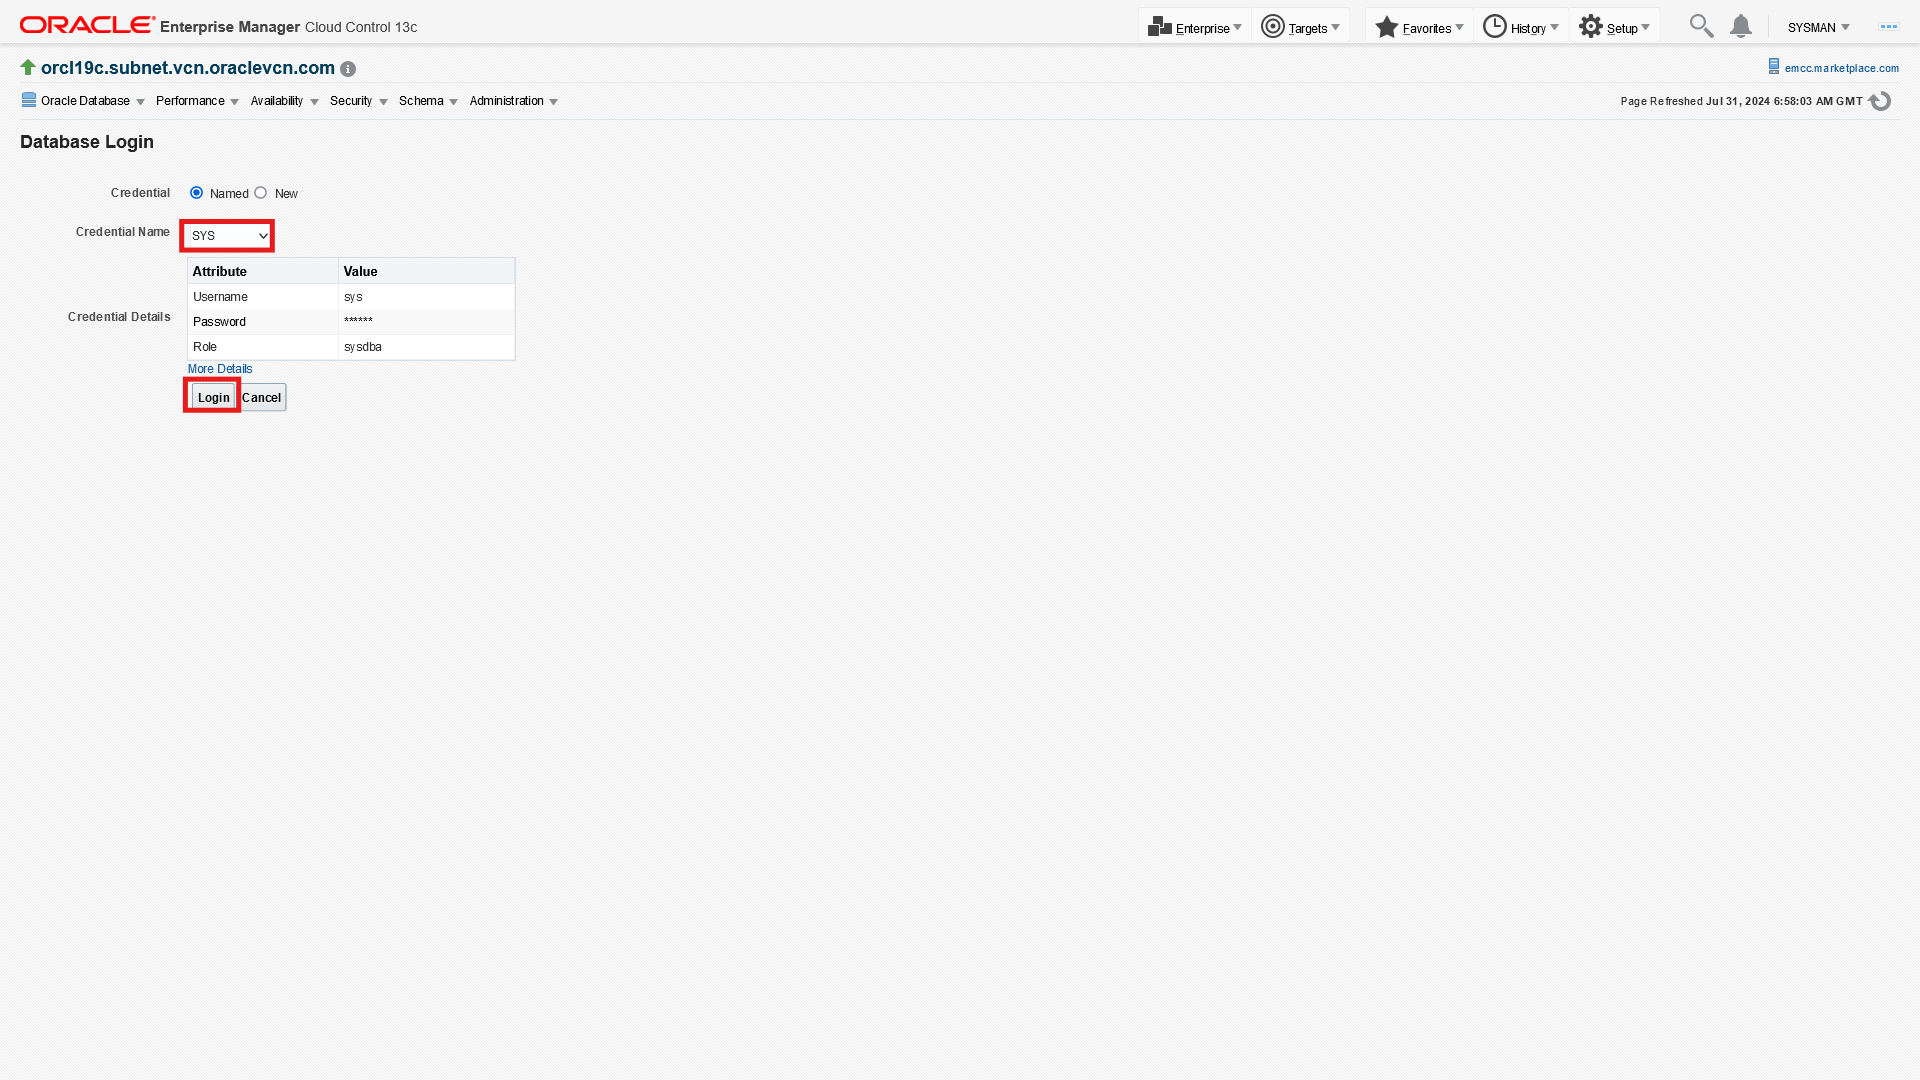 ORACLE Enterprise Manager Cloud Control 13c
Enterprise Targets Favorites History Setup SYSMAN
orcl19c.subnet.vcn.oraclevcn.com
emcc.marketplace.com
Oracle Database Performance Availability Security Schema Administration
Page Refreshed Jul 31, 2024 6:58:03 AM GMT
Database Login
Credential Named New
Credential Name SYS
Attribute Value
Username sys
Credential Details
Password ******
Role sysdba
More Details
Login Cancel